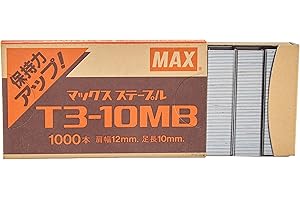 保持力
アップ!
MAX
マックス ステープル
T3-10MB
1000本 肩幅12mm. 足長10mm.